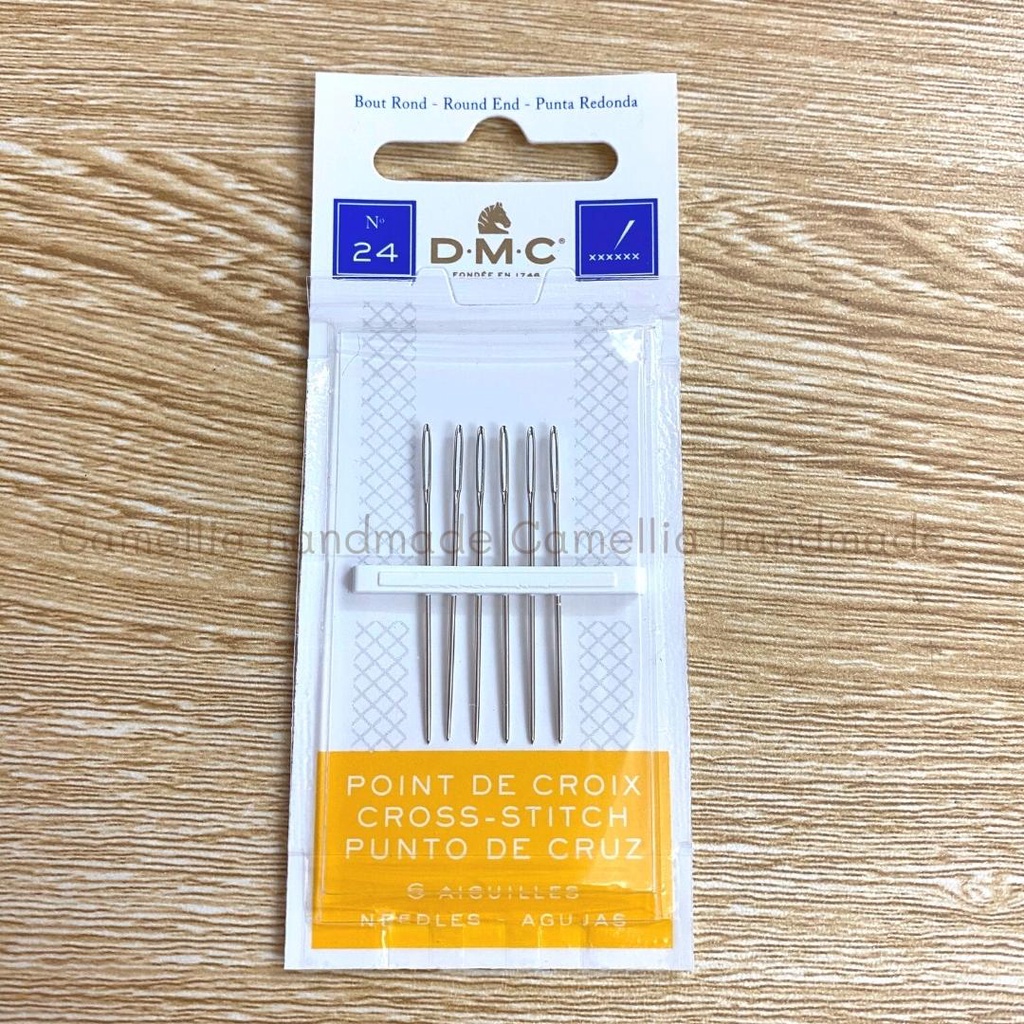 Bout Rond - Round End - Punta Redonda
Nº
24
D·M·C®
FONDÉE EN 1746
xxxxxx
Camellia handmade Camellia handmade
POINT DE CROIX
CROSS-STITCH
PUNTO DE CRUZ
6 AIGUILLES
NEEDLES - AGUJAS